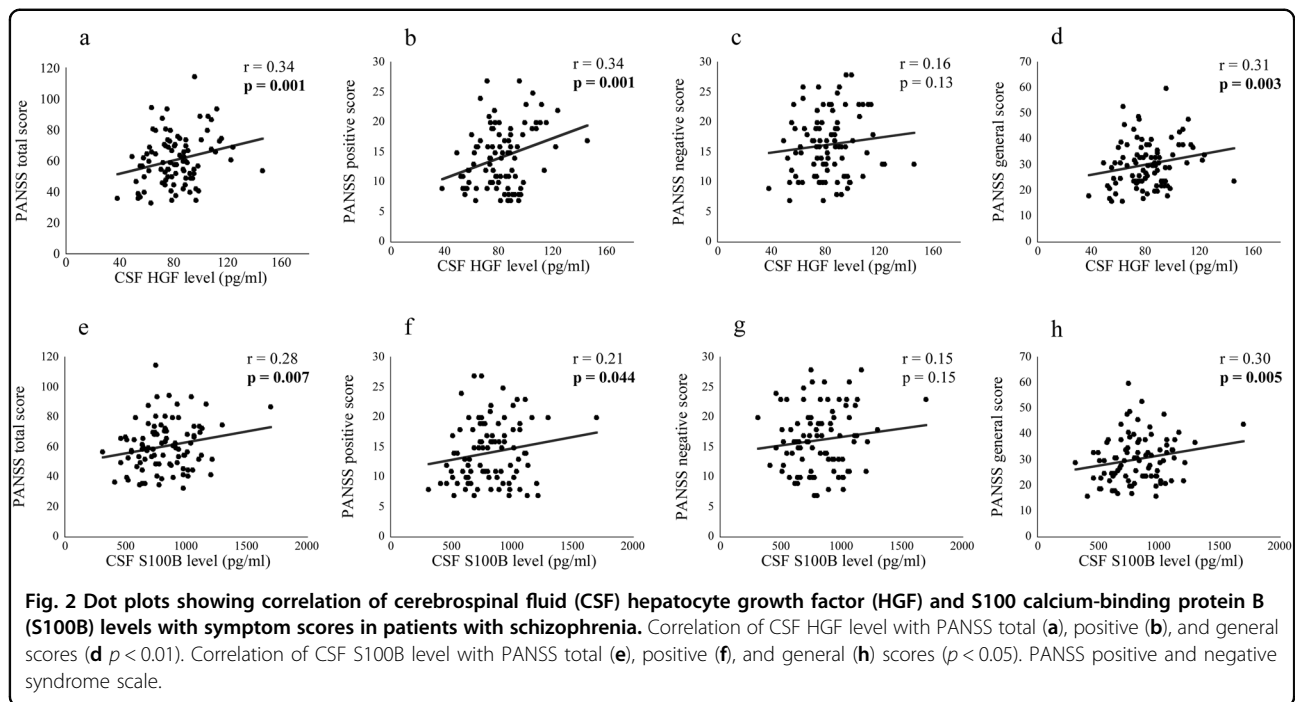 a
r = 0.34
p = 0.001
PANSS total score
120
100
80
60
40
20
0
0 40 80 120 160
CSF HGF level (pg/ml)
b
r = 0.34
p = 0.001
PANSS positive score
30
25
20
15
10
5
0
0 40 80 120 160
CSF HGF level (pg/ml)
c
r = 0.16
p = 0.13
PANSS negative score
30
25
20
15
10
5
0
0 40 80 120 160
CSF HGF level (pg/ml)
d
r = 0.31
p = 0.003
PANSS general score
70
60
50
40
30
20
10
0
0 40 80 120 160
CSF HGF level (pg/ml)
e
r = 0.28
p = 0.007
PANSS total score
120
100
80
60
40
20
0
0 500 1000 1500 2000
CSF S100B level (pg/ml)
f
r = 0.21
p = 0.044
PANSS positive score
30
25
20
15
10
5
0
0 500 1000 1500 2000
CSF S100B level (pg/ml)
g
r = 0.15
p = 0.15
PANSS negative score
30
25
20
15
10
5
0
0 500 1000 1500 2000
CSF S100B level (pg/ml)
h
r = 0.30
p = 0.005
PANSS general score
70
60
50
40
30
20
10
0
0 500 1000 1500 2000
CSF S100B level (pg/ml)
Fig. 2 Dot plots showing correlation of cerebrospinal fluid (CSF) hepatocyte growth factor (HGF) and S100 calcium-binding protein B
(S100B) levels with symptom scores in patients with schizophrenia. Correlation of CSF HGF level with PANSS total (a), positive (b), and general
scores (d p < 0.01). Correlation of CSF S100B level with PANSS total (e), positive (f), and general (h) scores (p < 0.05). PANSS positive and negative
syndrome scale.